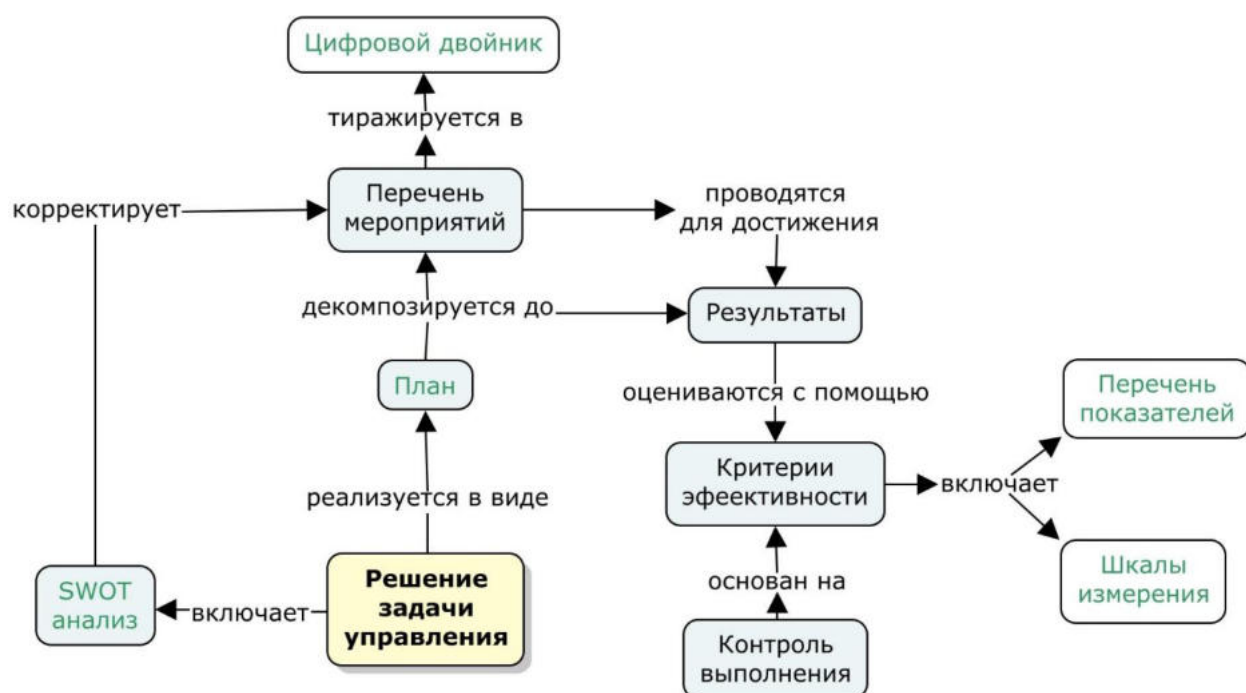 Цифровой двойник
тиражируется в
корректирует
Перечень
мероприятий
проводятся
для достижения
декомпозируется до
Результаты
План
оцениваются с помощью
Перечень
показателей
Критерии
эфеективности
включает
реализуется в виде
Шкалы
измерения
SWOT
анализ
включает
Решение
задачи
управления
основан на
Контроль
выполнения